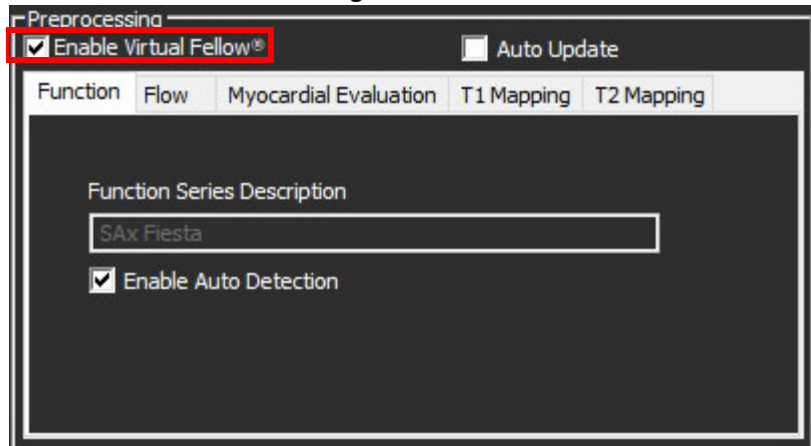 Preprocessing
Enable Virtual Fellow® Auto Update
Function Flow Myocardial Evaluation T1 Mapping T2 Mapping
Function Series Description
SAx Fiesta
Enable Auto Detection